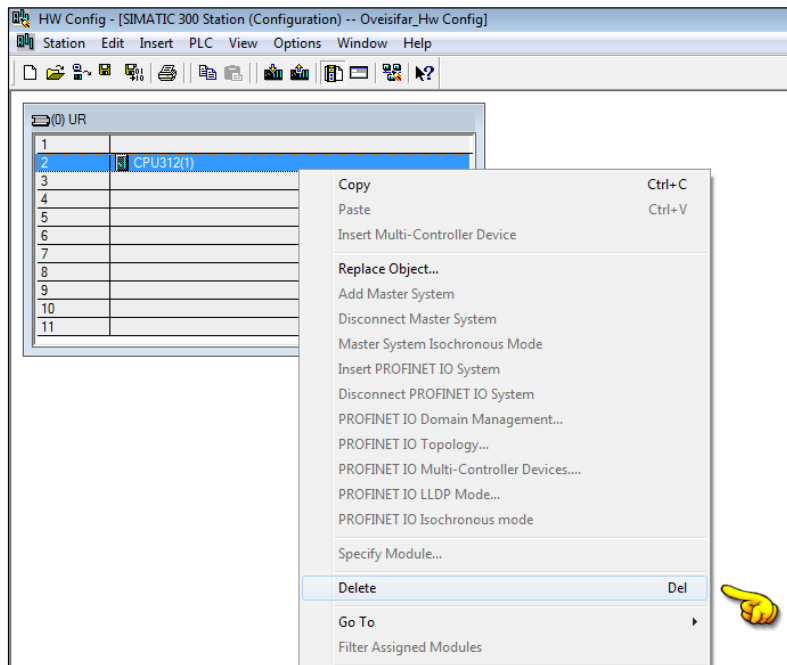 HW Config - [SIMATIC 300 Station (Configuration) -- Oveisifar_Hw Config]
Station Edit Insert PLC View Options Window Help
(0) UR
1
2 CPU312(1)
3
4
5
6
7
8
9
10
11
Copy Ctrl+C
Paste Ctrl+V
Insert Multi-Controller Device
Replace Object...
Add Master System
Disconnect Master System
Master System Isochronous Mode
Insert PROFINET IO System
Disconnect PROFINET IO System
PROFINET IO Domain Management...
PROFINET IO Topology...
PROFINET IO Multi-Controller Devices....
PROFINET IO LLDP Mode...
PROFINET IO Isochronous mode
Specify Module...
Delete Del
Go To
Filter Assigned Modules